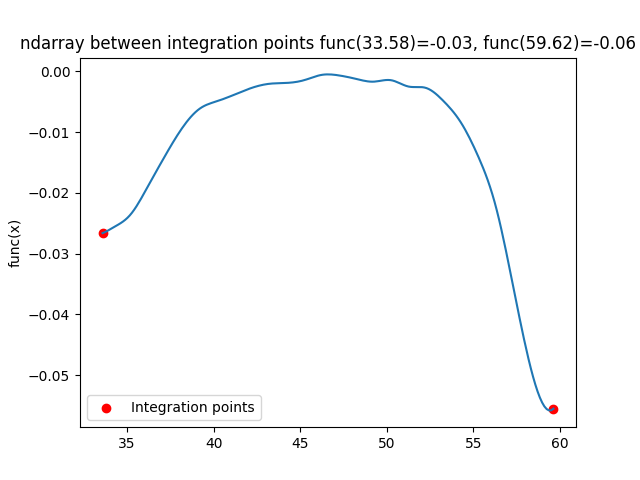 ndarray between integration points func(33.58)=-0.03, func(59.62)=-0.06
0.00
−0.01
−0.02
−0.03
−0.04
−0.05
func(x)
Integration points
35 40 45 50 55 60